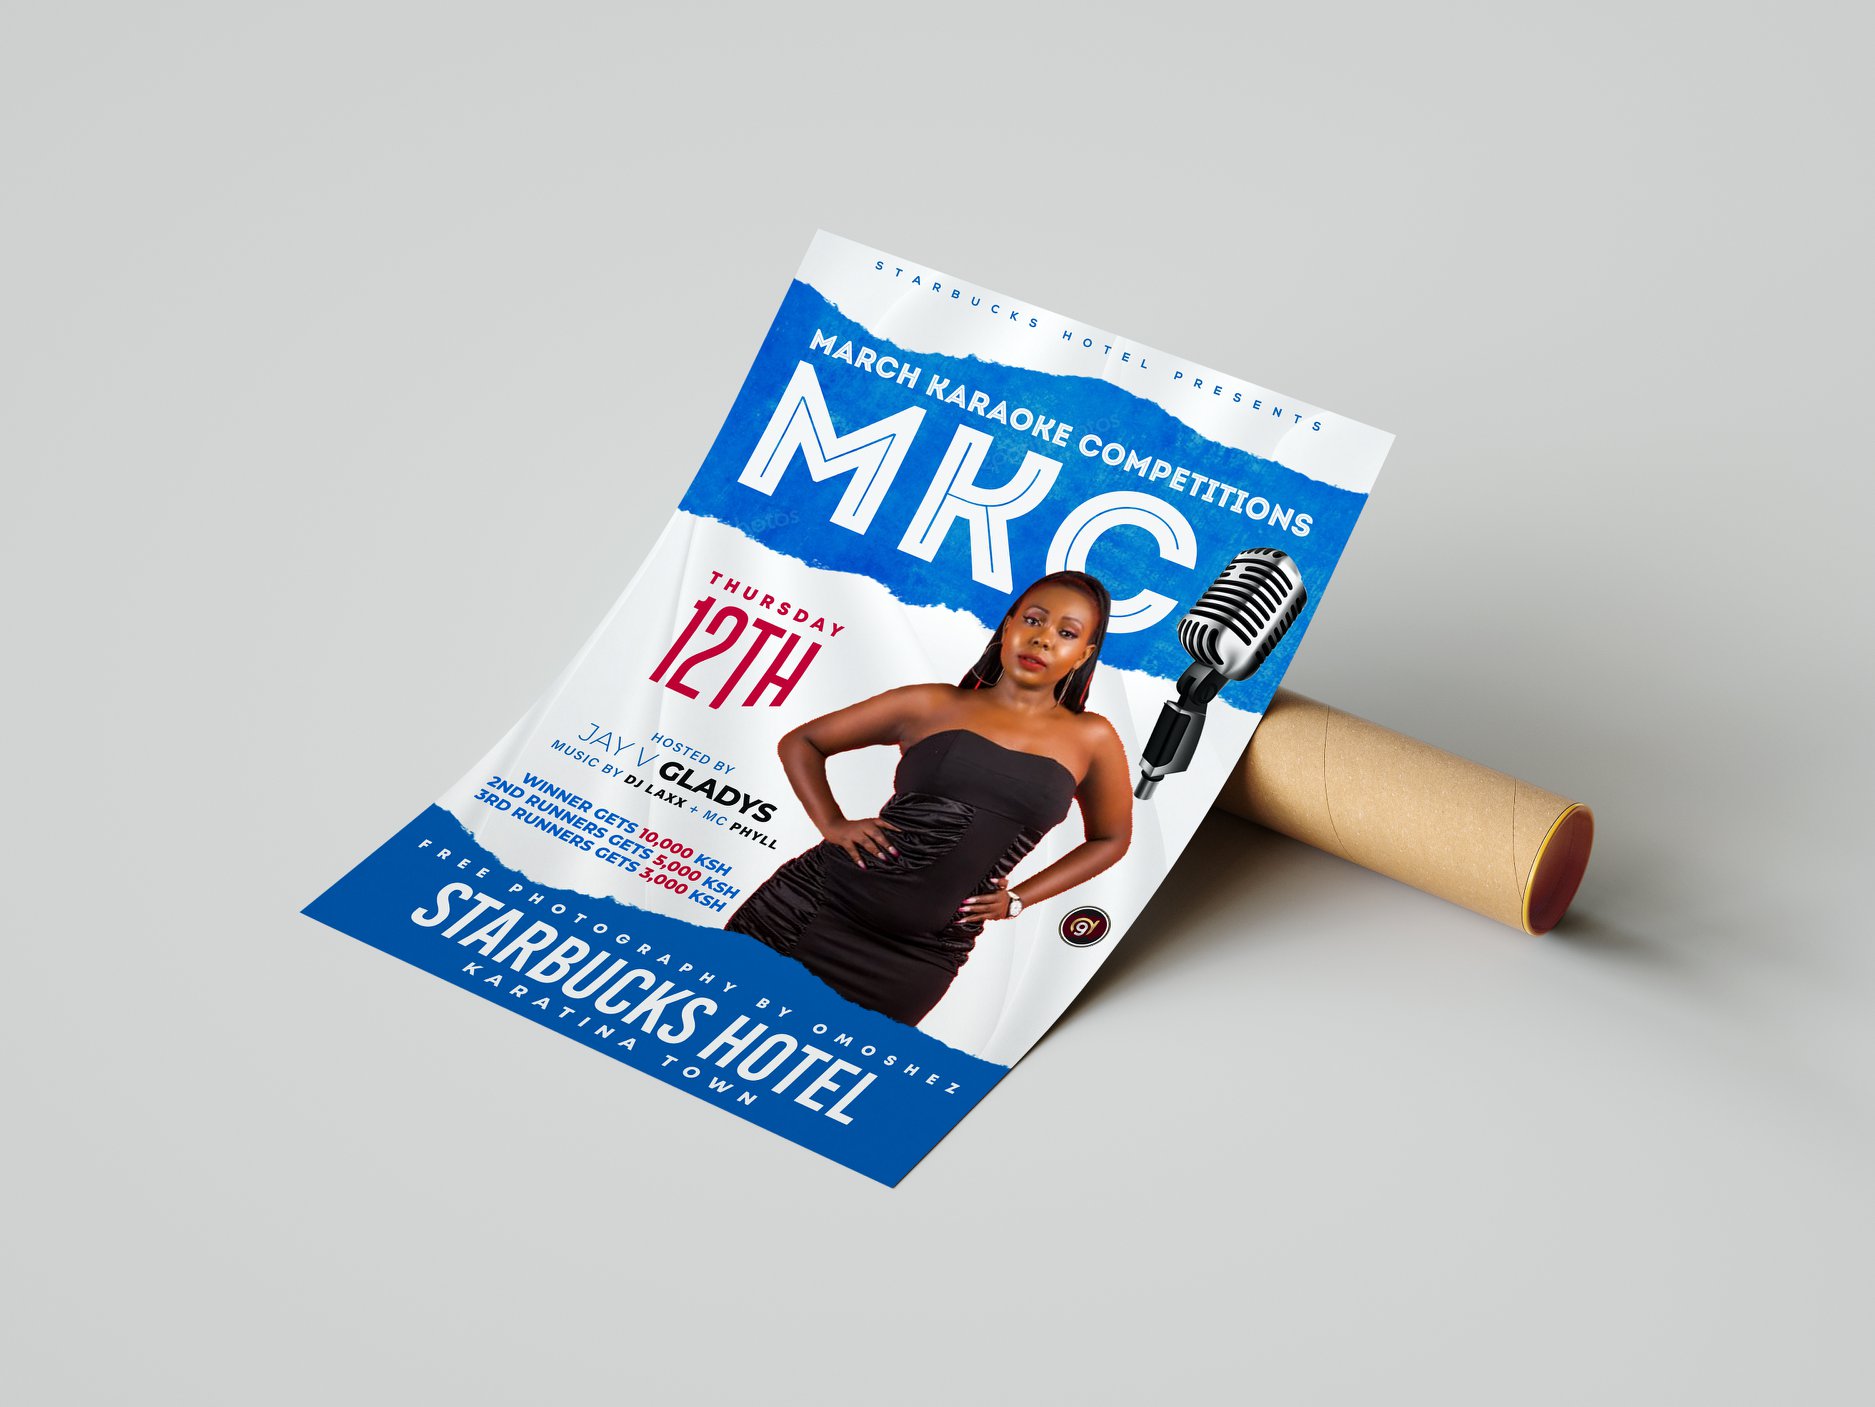 STARBUCKS HOTEL PRESENTS
MARCH KARAOKE COMPETITIONS
MKC
THURSDAY
12TH
HOSTED BY
JAY V GLADYS
MUSIC BY DJ LAXX + MC PHYLL
WINNER GETS 10,000 KSH
2ND RUNNERS GETS 5,000 KSH
3RD RUNNERS GETS 3,000 KSH
FREE PHOTOGRAPHY BY OMOSHEZ
STARBUCKS HOTEL
KARATINA TOWN